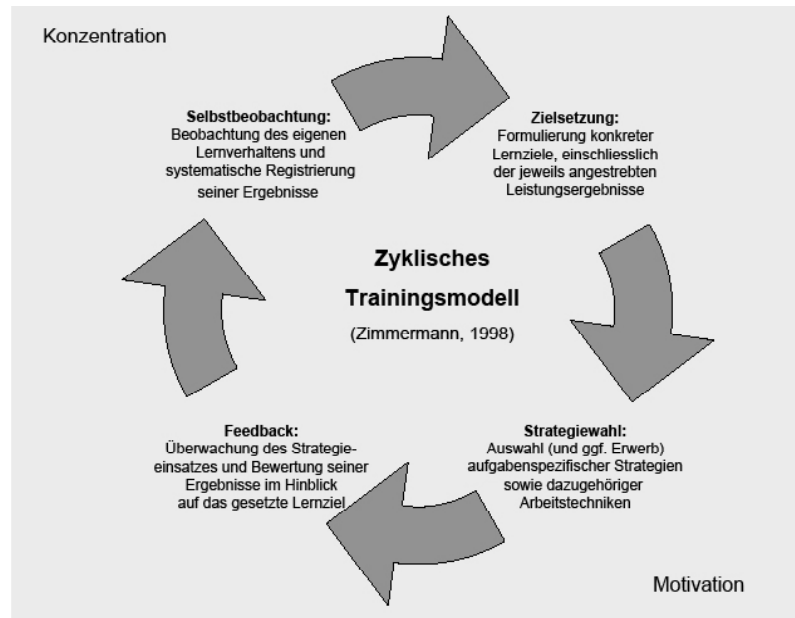 Konzentration
Selbstbeobachtung:
Beobachtung des eigenen
Lernverhaltens und
systematische Registrierung
seiner Ergebnisse
Zielsetzung:
Formulierung konkreter
Lernziele, einschliesslich
der jeweils angestrebten
Leistungsergebnisse
Zyklisches
Trainingsmodell
(Zimmermann, 1998)
Feedback:
Überwachung des Strategie-
einsatzes und Bewertung seiner
Ergebnisse im Hinblick
auf das gesetzte Lernziel
Strategiewahl:
Auswahl (und ggf. Erwerb)
aufgabenspezifischer Strategien
sowie dazugehöriger
Arbeitstechniken
Motivation